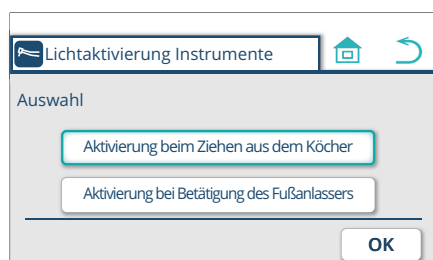 Lichtaktivierung Instrumente
Auswahl
Aktivierung beim Ziehen aus dem Köcher
Aktivierung bei Betätigung des Fußanlassers
OK